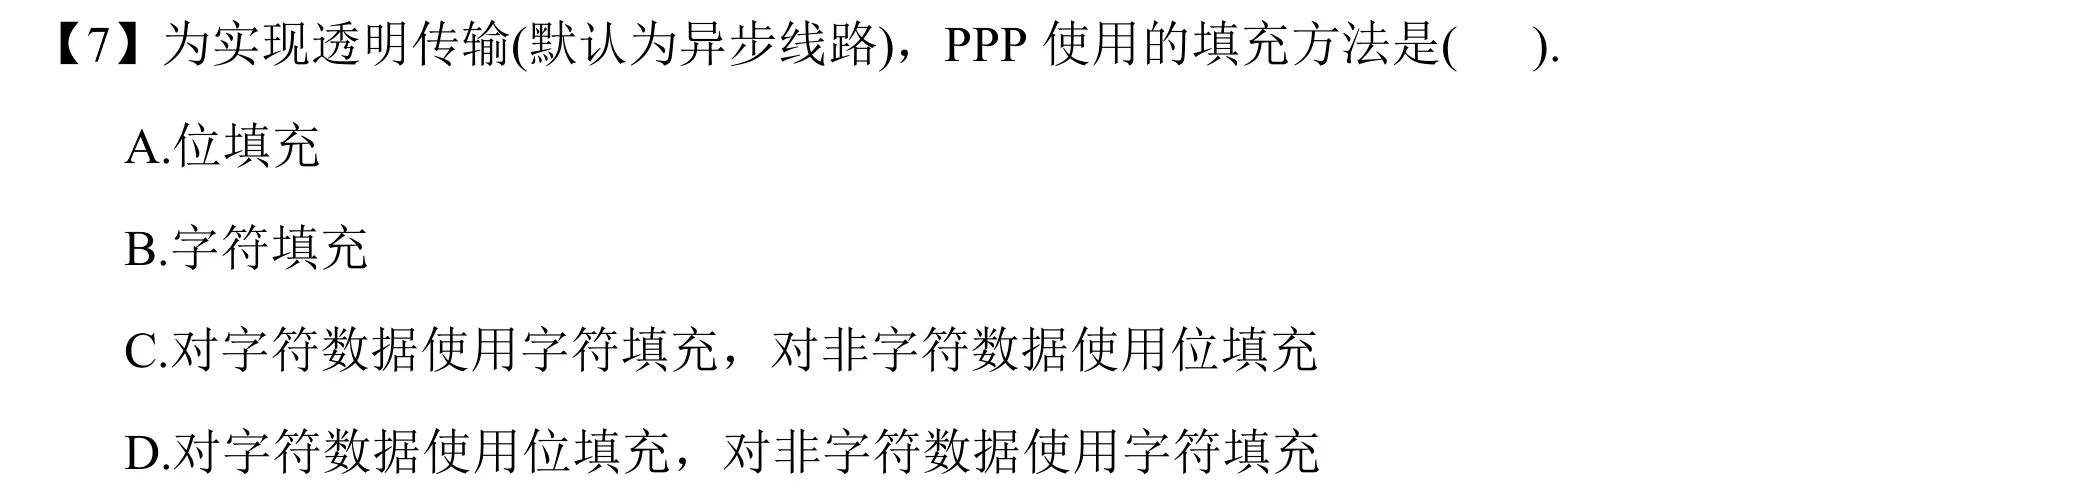 【7】为实现透明传输(默认为异步线路)，PPP 使用的填充方法是(  ).
A.位填充
B.字符填充
C.对字符数据使用字符填充，对非字符数据使用位填充
D.对字符数据使用位填充，对非字符数据使用字符填充